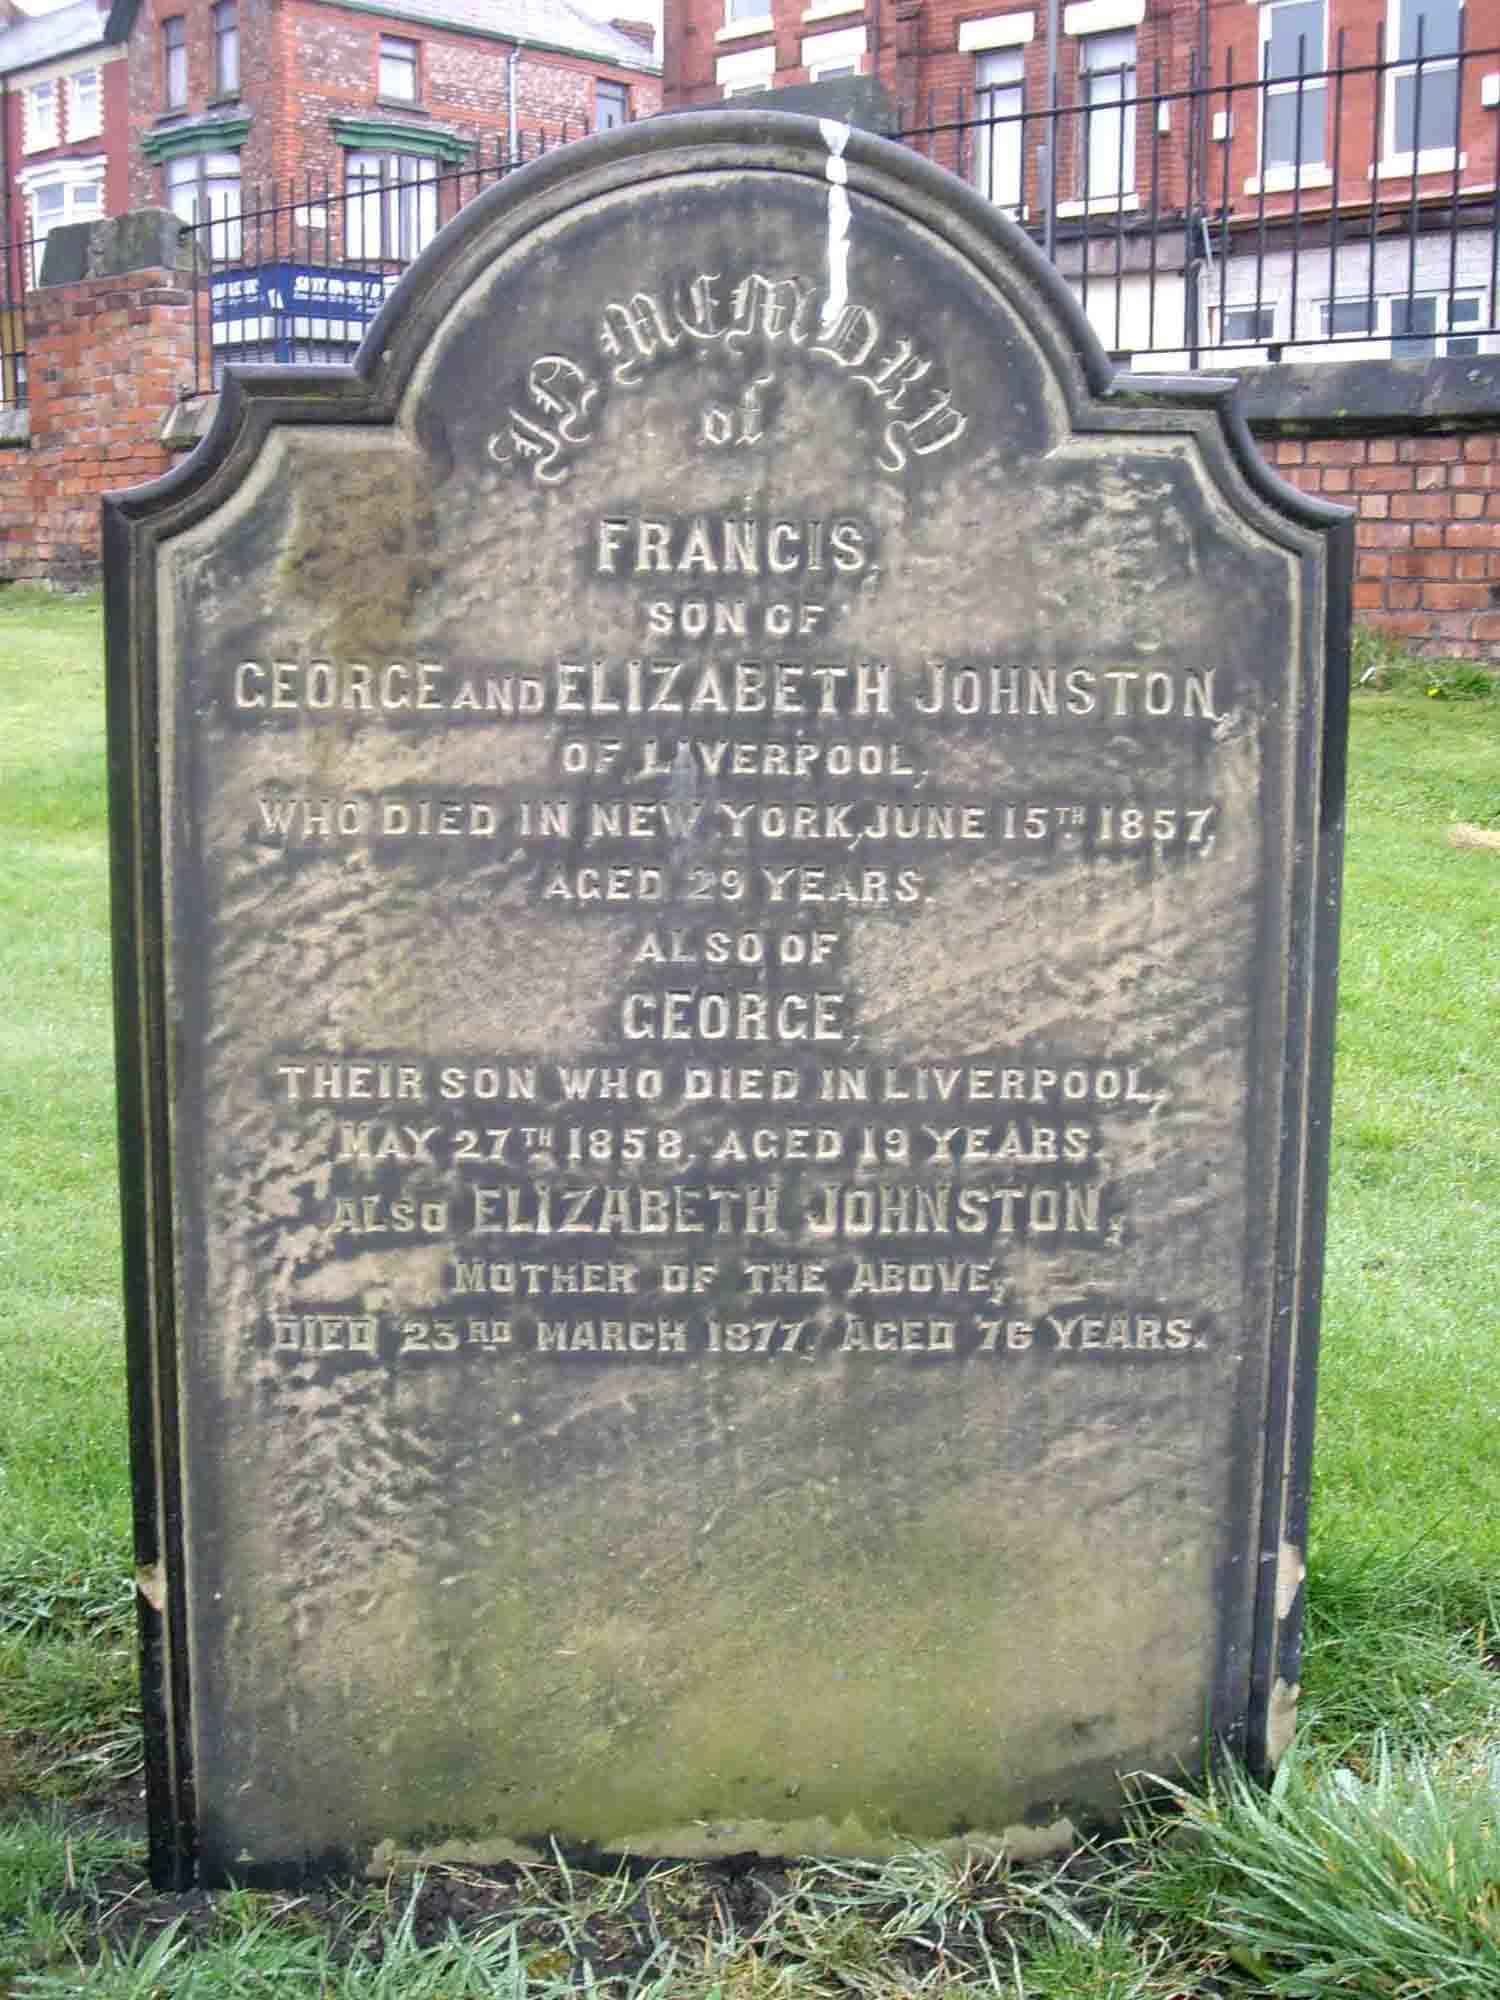 IN MEMORY
of
FRANCIS,
SON OF
GEORGE AND ELIZABETH JOHNSTON,
OF LIVERPOOL,
WHO DIED IN NEW YORK, JUNE 15TH 1857,
AGED 29 YEARS.
ALSO OF
GEORGE,
THEIR SON WHO DIED IN LIVERPOOL,
MAY 27TH 1858. AGED 19 YEARS.
ALSO ELIZABETH JOHNSTON,
MOTHER OF THE ABOVE,
DIED 23RD MARCH 1877. AGED 76 YEARS.